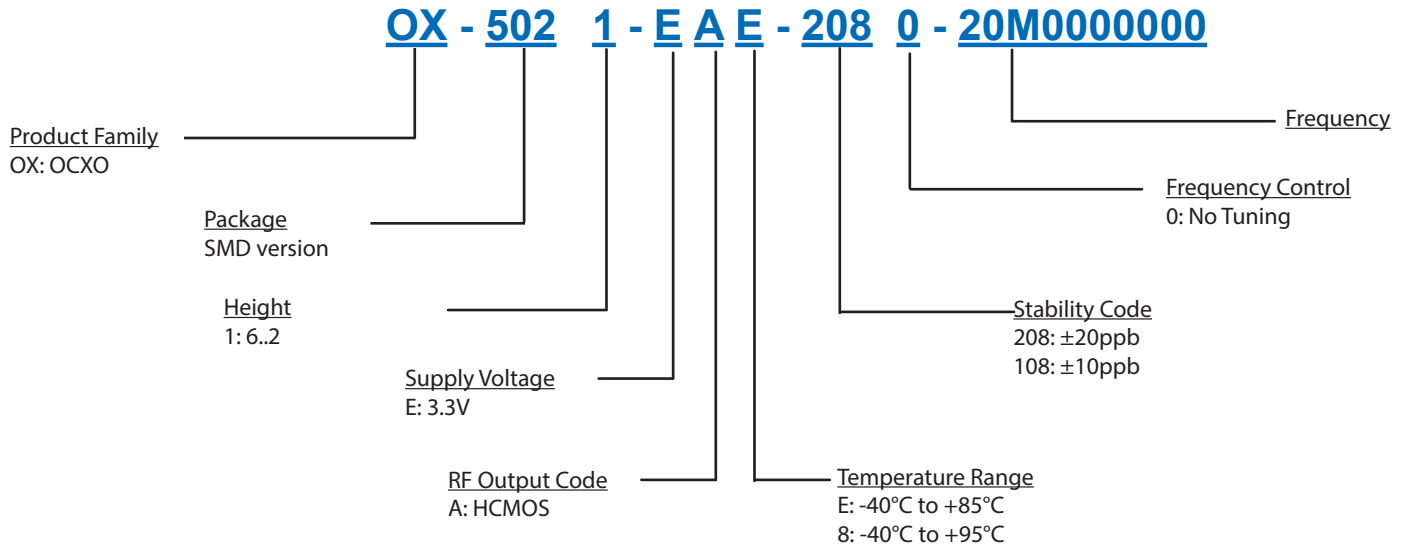 OX - 502 1 - E A E - 208 0 - 20M0000000
Product Family
OX: OCXO
Package
SMD version
Height
1: 6..2
Supply Voltage
E: 3.3V
RF Output Code
A: HCMOS
Frequency
Frequency Control
0: No Tuning
Stability Code
208: ±20ppb
108: ±10ppb
Temperature Range
E: -40°C to +85°C
8: -40°C to +95°C